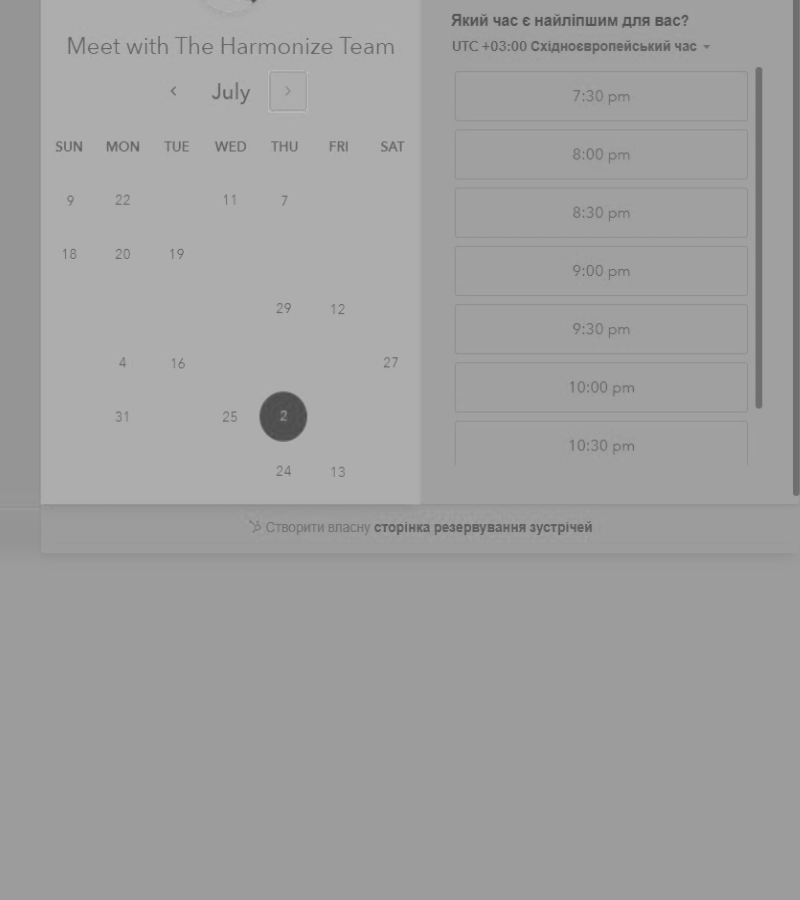 Meet with The Harmonize Team
July
SUN MON TUE WED THU FRI SAT
9 22 11 7
18 20 19
29 12
4 16 27
31 25 2
24 13
Який час є найліпшим для вас?
UTC +03:00 Східноєвропейський час
7:30 pm
8:00 pm
8:30 pm
9:00 pm
9:30 pm
10:00 pm
10:30 pm
Створити власну сторінка резервування зустрічей